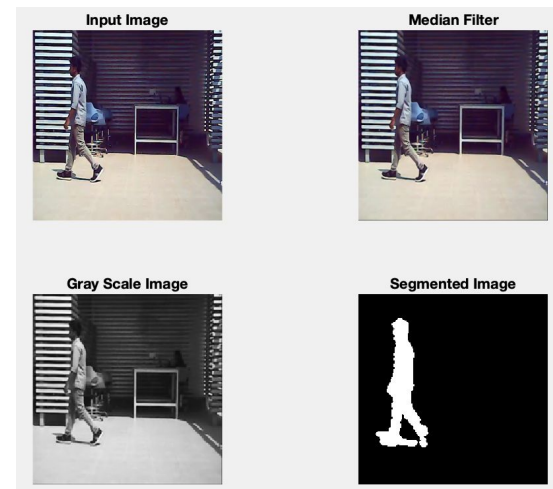 Input Image
Median Filter
Gray Scale Image
Segmented Image